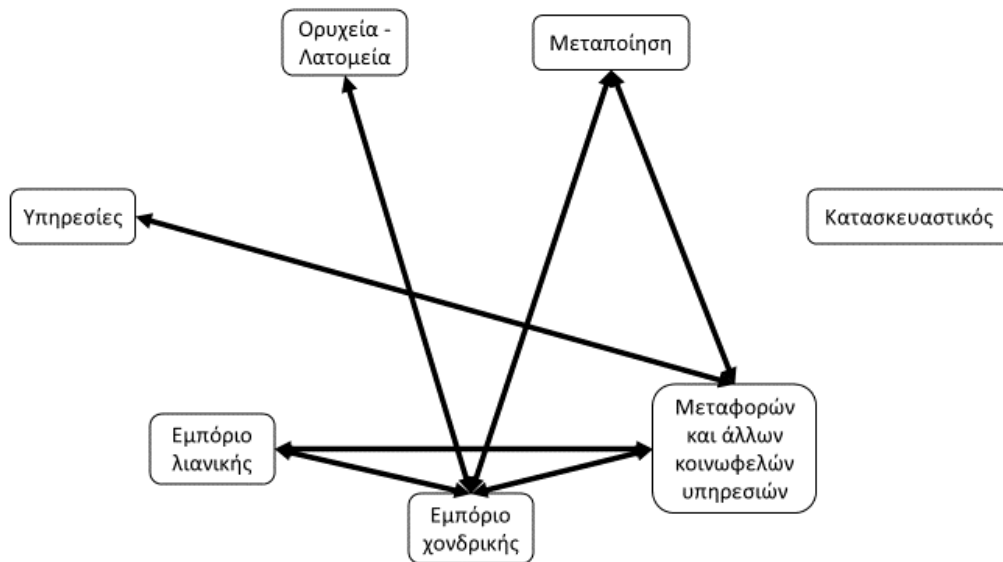 Ορυχεία -
Λατομεία
Μεταποίηση
Υπηρεσίες
Κατασκευαστικός
Εμπόριο
λιανικής
Μεταφορών
και άλλων
κοινωφελών
υπηρεσιών
Εμπόριο
χονδρικής